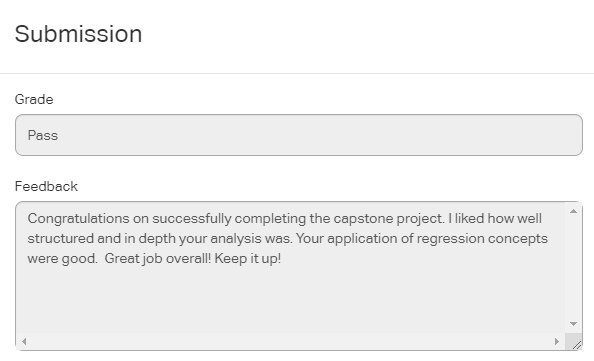 Submission
Grade
Pass
Feedback
Congratulations on successfully completing the capstone project. I liked how well
structured and in depth your analysis was. Your application of regression concepts
were good.  Great job overall! Keep it up!